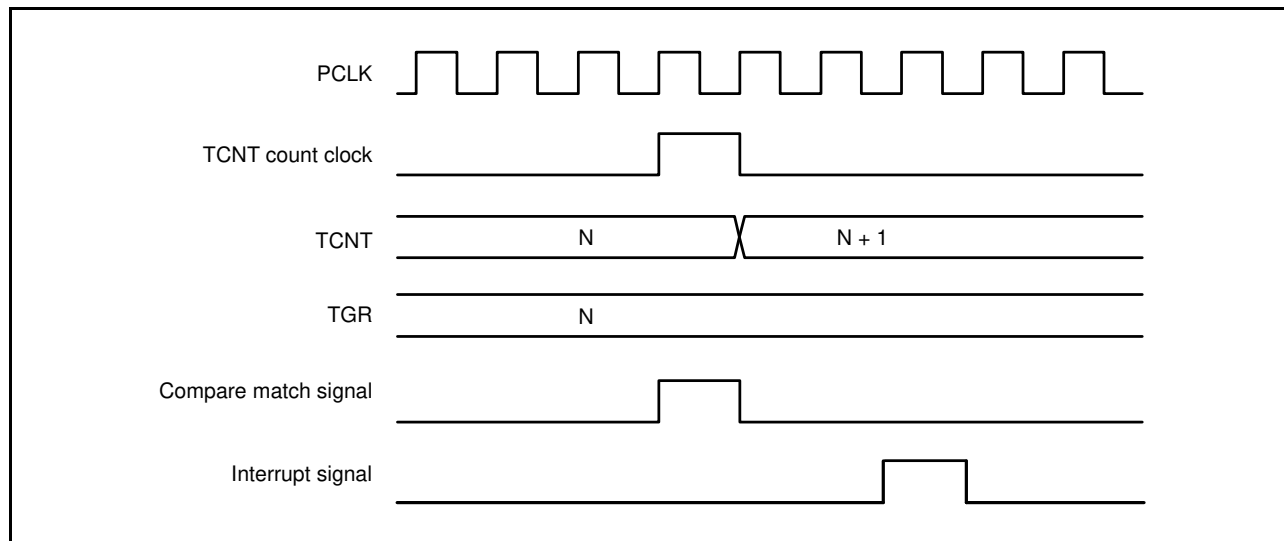 PCLK
TCNT count clock
TCNT
N
N + 1
TGR
N
Compare match signal
Interrupt signal